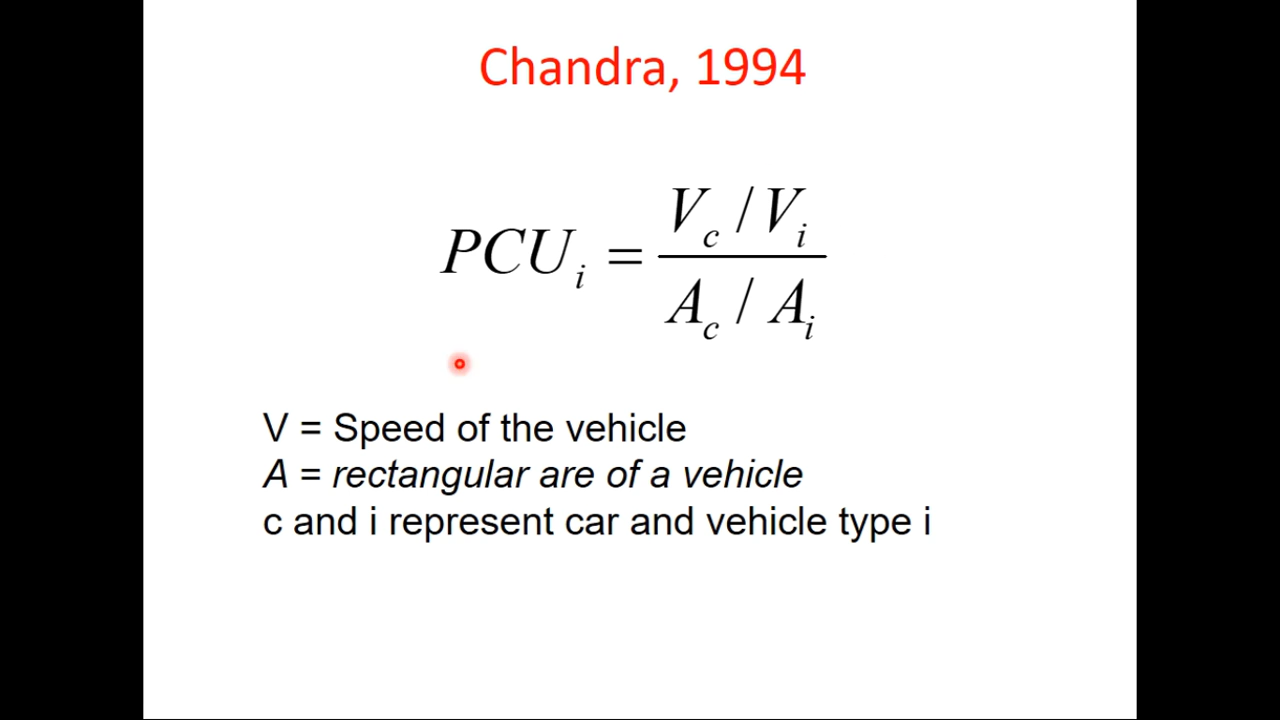 Chandra, 1994
PCU_i = (V_c / V_i) / (A_c / A_i)
V = Speed of the vehicle
A = rectangular are of a vehicle
c and i represent car and vehicle type i